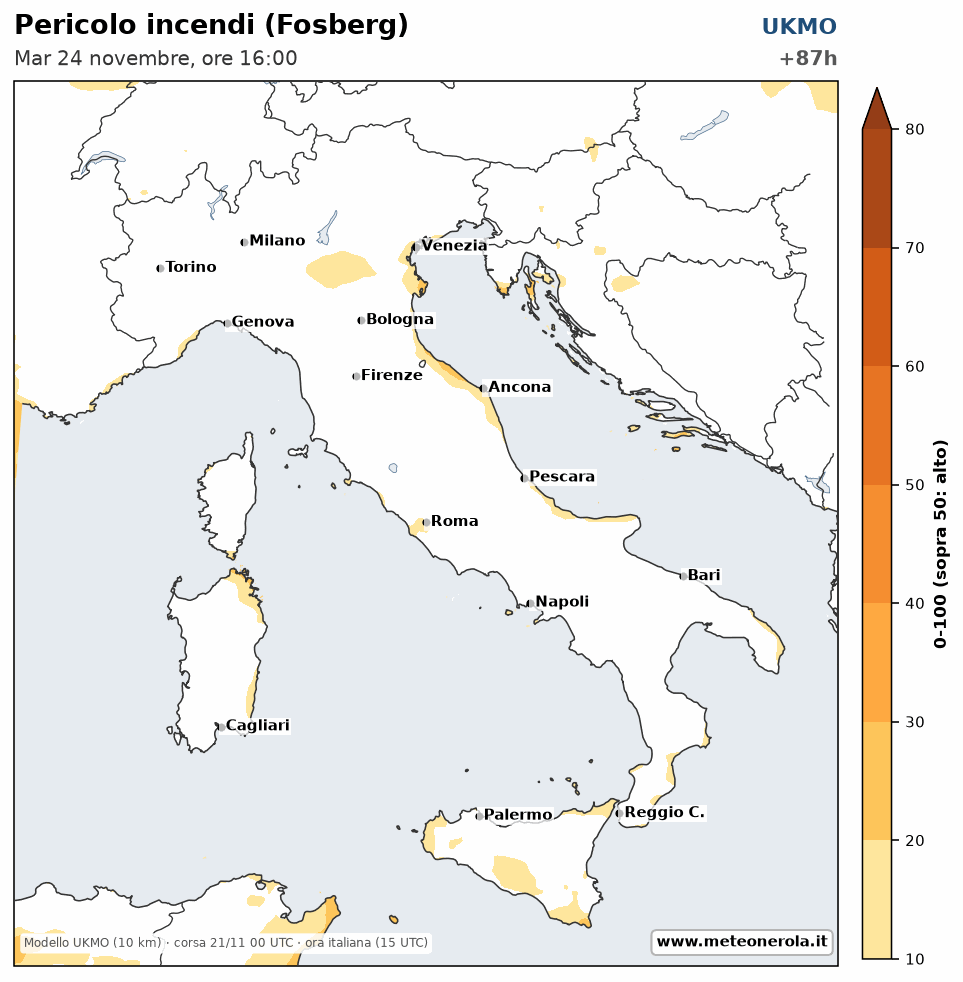 Pericolo incendi (Fosberg)
UKMO
Mar 24 novembre, ore 16:00
+87h
Venezia
Milano
Torino
Bologna
Genova
Firenze
Ancona
Pescara
Roma
Bari
Napoli
Cagliari
Palermo
Reggio C.
80
70
60
50
40
30
20
10
0-100 (sopra 50: alto)
Modello UKMO (10 km) · corsa 21/11 00 UTC · ora italiana (15 UTC)
www.meteonerola.it